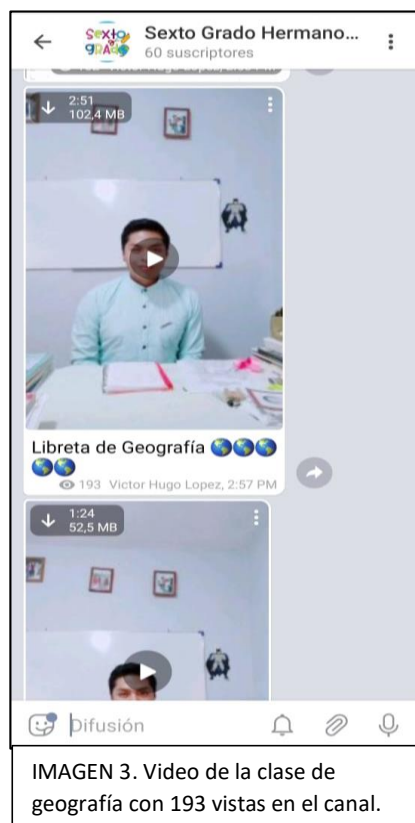 Sexto Grado Hermano...
60 suscriptores
2:51
102,4 MB
Libreta de Geografía 🌎🌎🌎
🌎🌎
193 Victor Hugo Lopez, 2:57 PM
1:24
52,5 MB
Difusión
IMAGEN 3. Video de la clase de
geografía con 193 vistas en el canal.